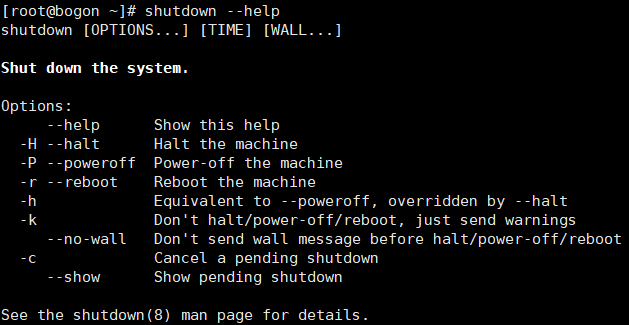 [root@bogon ~]# shutdown --help
shutdown [OPTIONS...] [TIME] [WALL...]

Shut down the system.

Options:
     --help      Show this help
  -H --halt      Halt the machine
  -P --poweroff  Power-off the machine
  -r --reboot    Reboot the machine
  -h             Equivalent to --poweroff, overridden by --halt
  -k             Don't halt/power-off/reboot, just send warnings
     --no-wall   Don't send wall message before halt/power-off/reboot
  -c             Cancel a pending shutdown
     --show      Show pending shutdown

See the shutdown(8) man page for details.